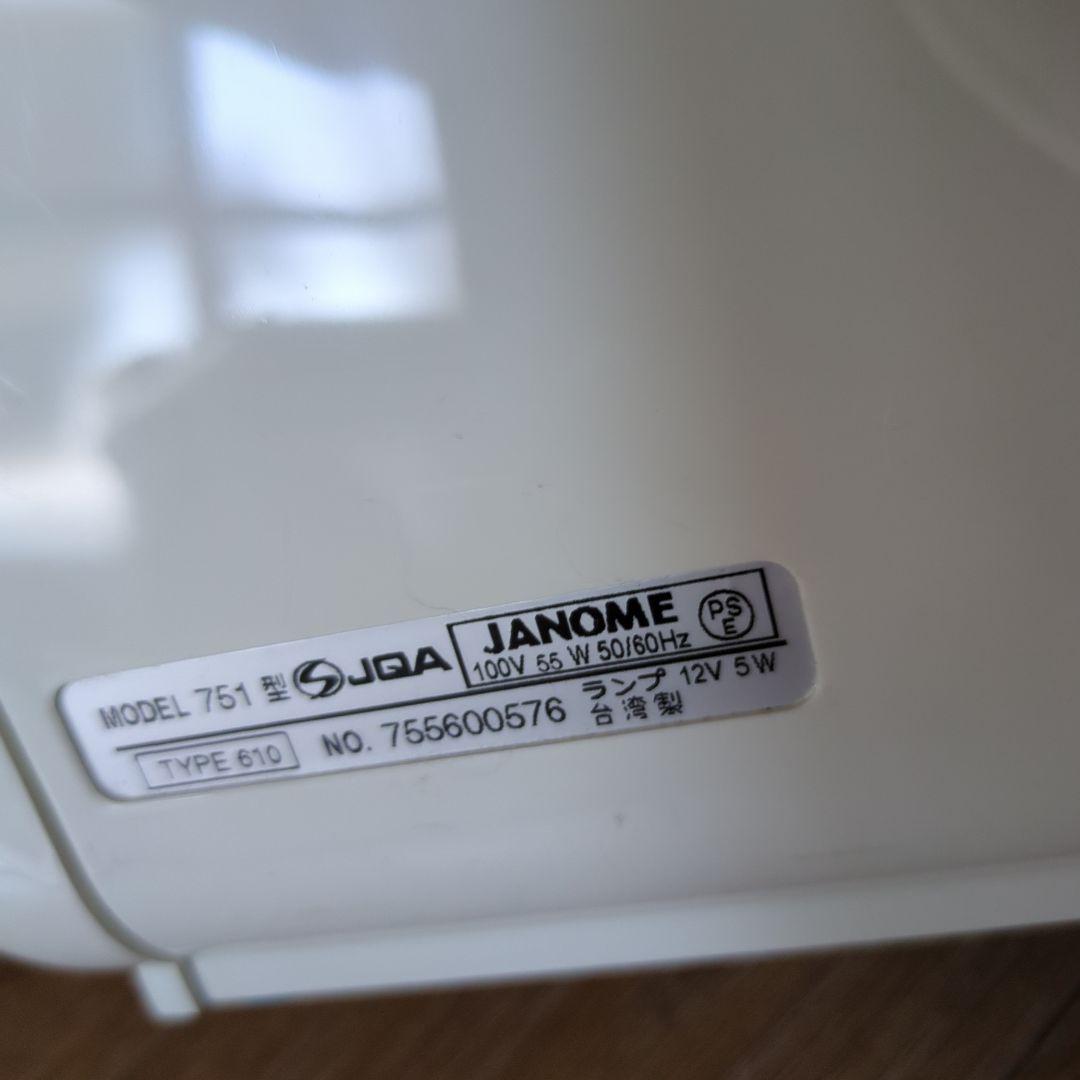 MODEL 751 型 JQA JANOME PSE
100V 55 W 50/60Hz
TYPE 610 NO. 755600576 ランプ 12V 5W
台湾製